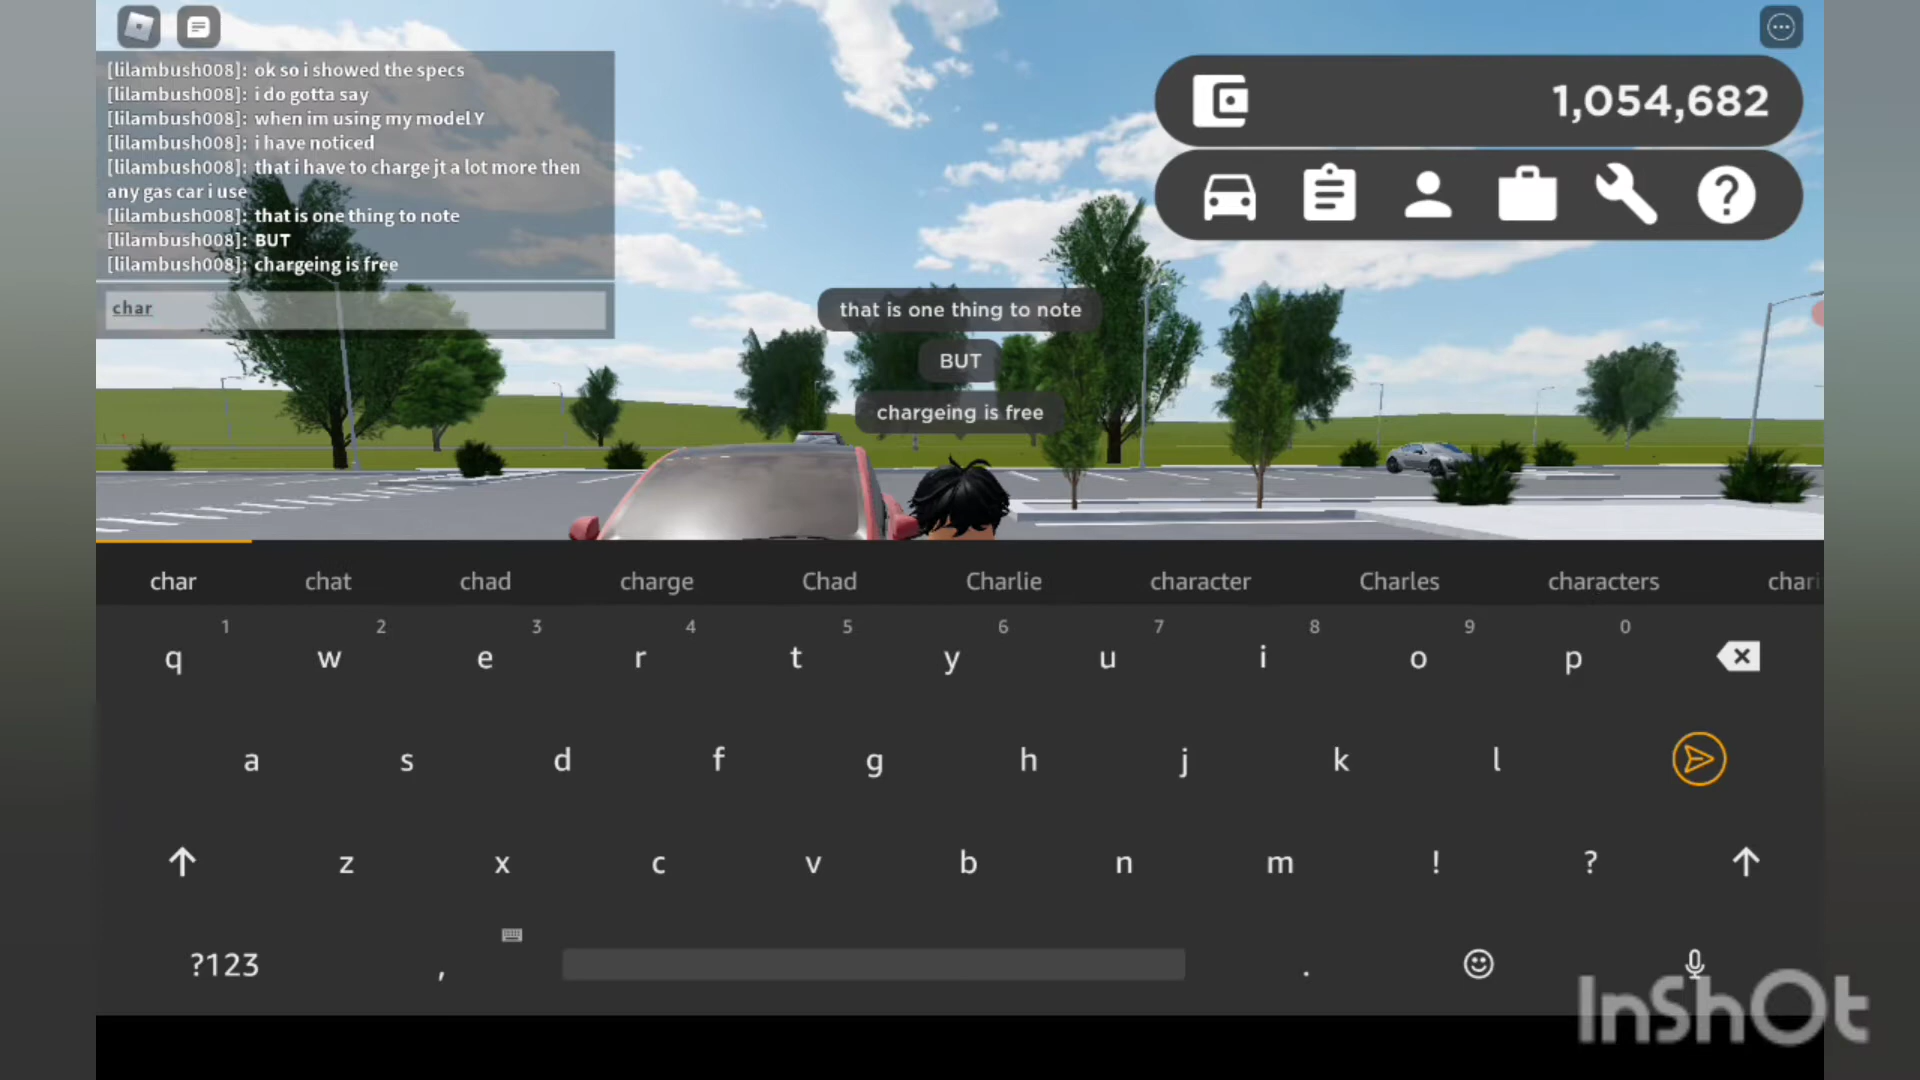 [lilambush008]: ok so i showed the specs
[lilambush008]: i do gotta say
[lilambush008]: when im using my model Y
[lilambush008]: i have noticed
[lilambush008]: that i have to charge jt a lot more then
any gas car i use
[lilambush008]: that is one thing to note
[lilambush008]: BUT
[lilambush008]: chargeing is free
char
1,054,682
that is one thing to note
BUT
chargeing is free
char chat chad charge Chad Charlie character Charles characters chari
1 2 3 4 5 6 7 8 9 0
q w e r t y u i o p
a s d f g h j k l
z x c v b n m ! ?
?123 , .
InShOt